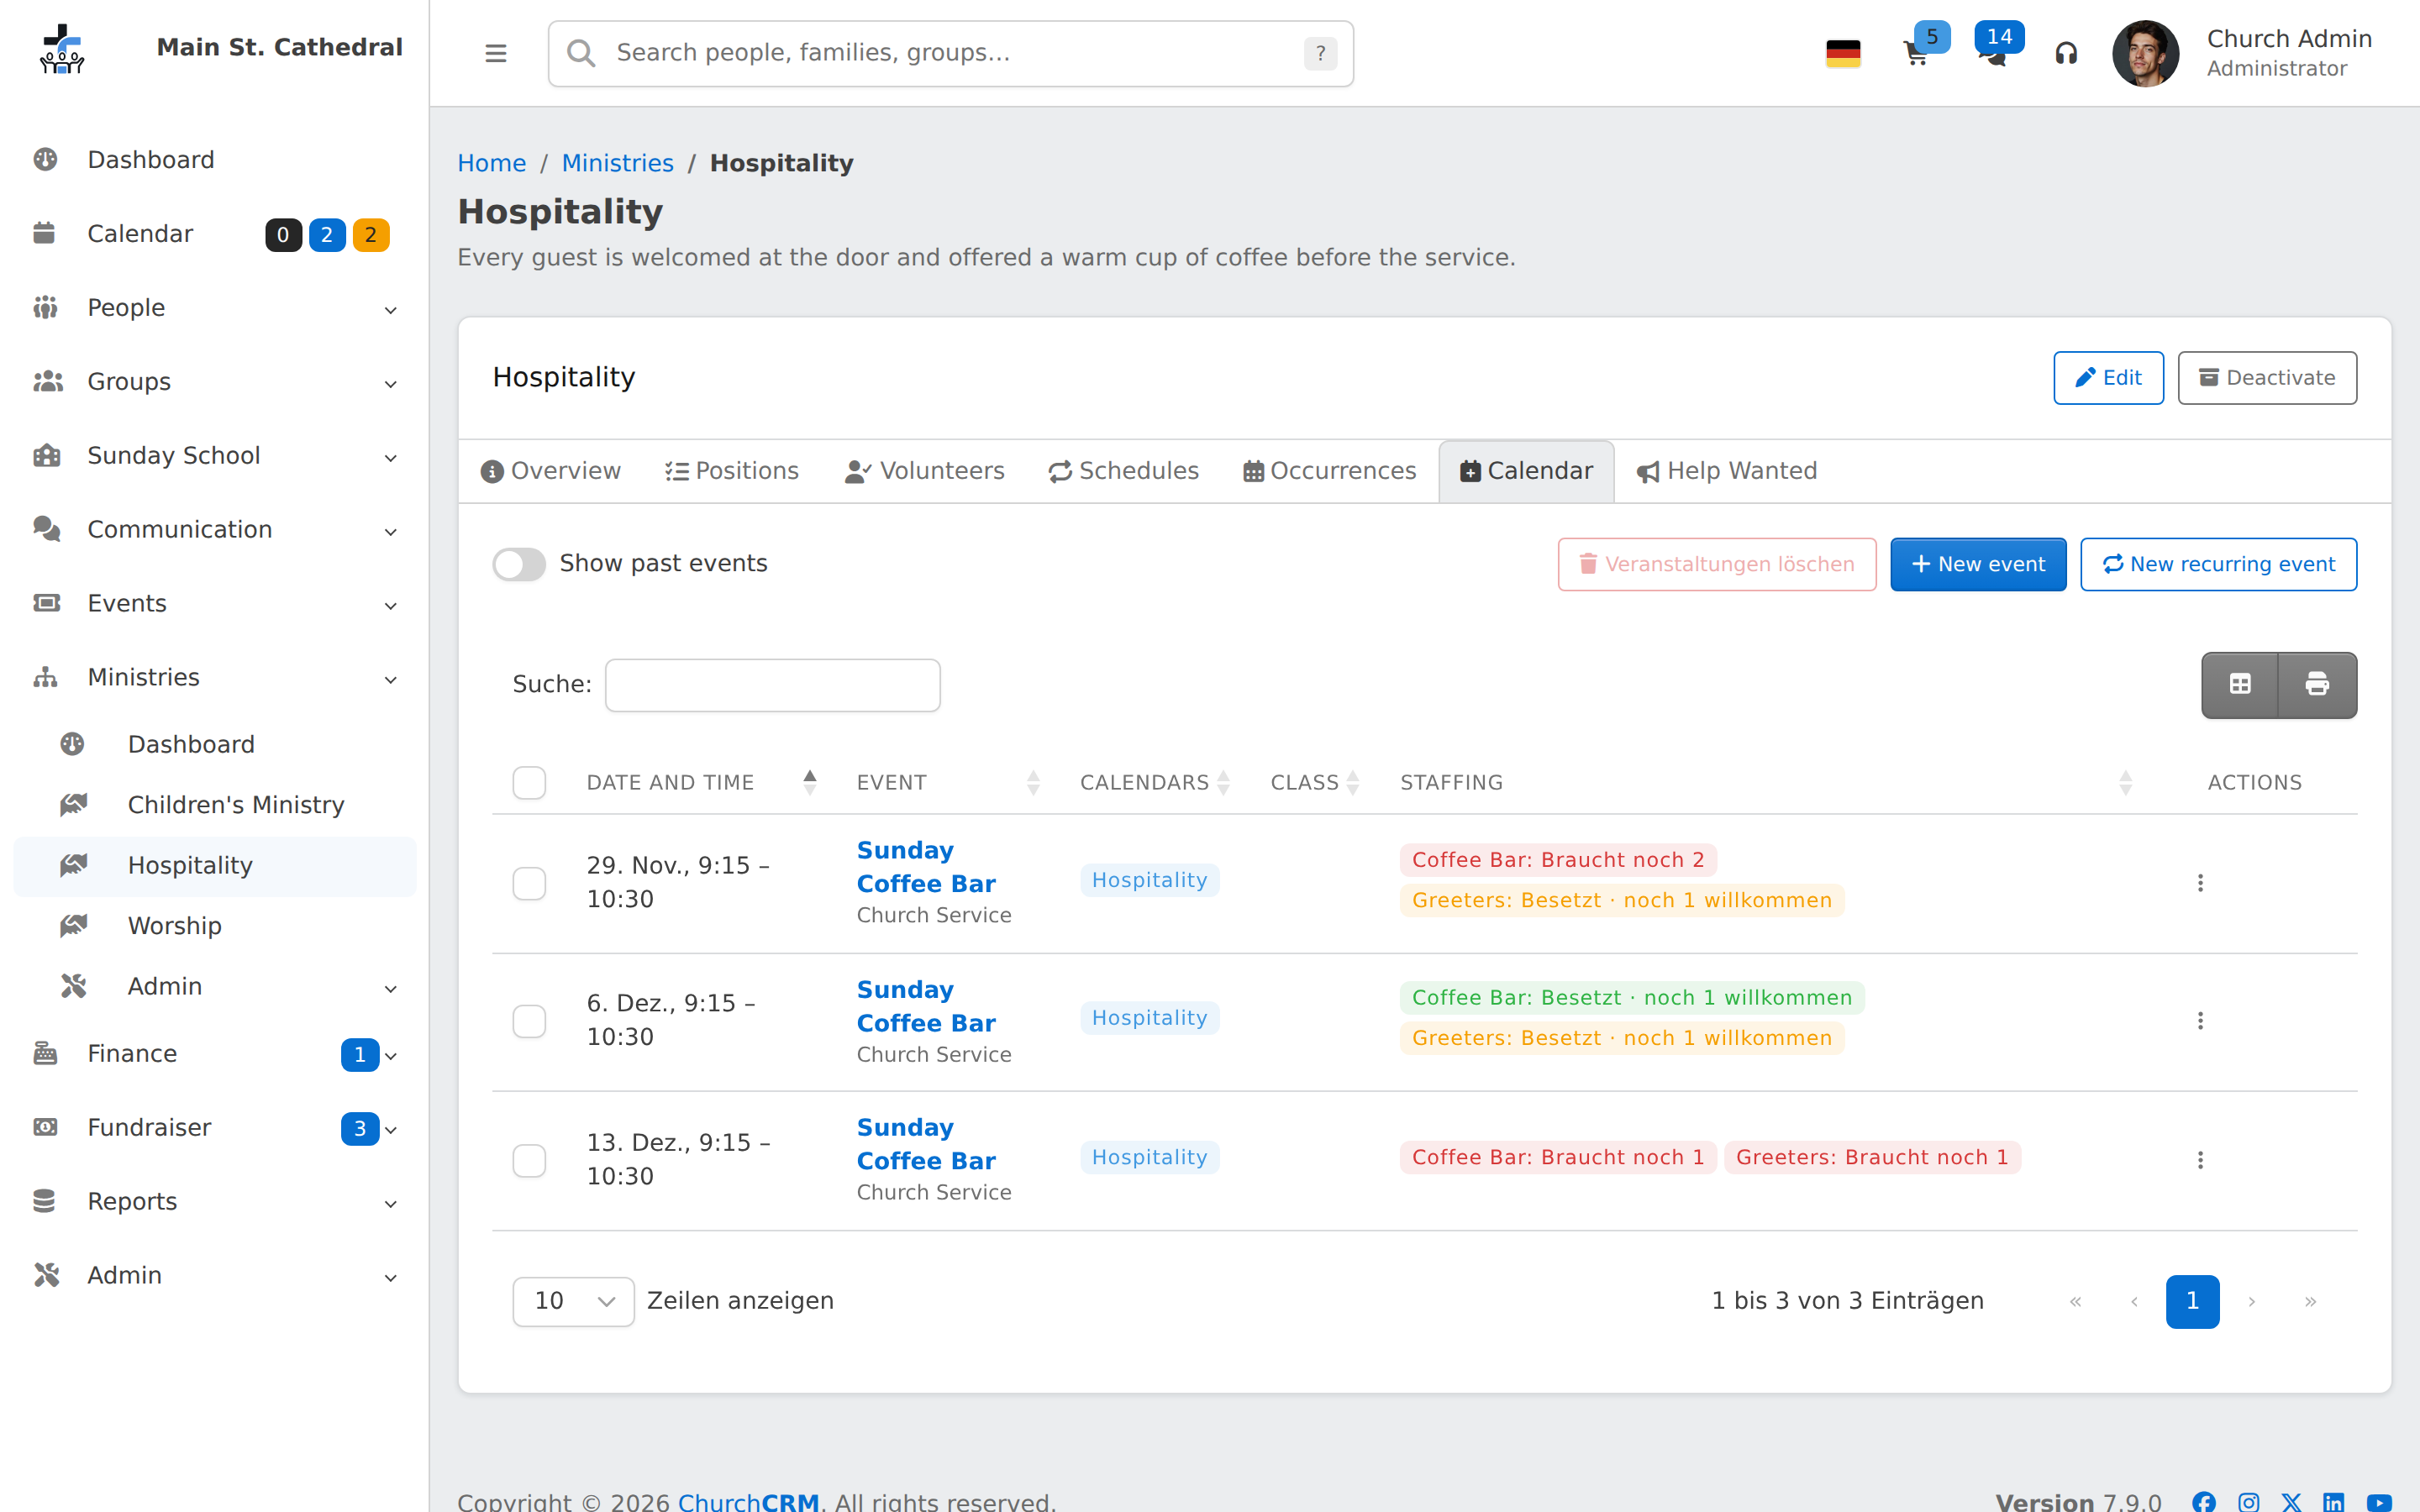 Main St. Cathedral
Search people, families, groups...
?
5
14
Church Admin
Administrator
Dashboard
Calendar
0
2
2
People
Groups
Sunday School
Communication
Events
Ministries
Dashboard
Children's Ministry
Hospitality
Worship
Admin
Finance
1
Fundraiser
3
Reports
Admin
Home / Ministries / Hospitality
Hospitality
Every guest is welcomed at the door and offered a warm cup of coffee before the service.
Hospitality
Edit
Deactivate
Overview
Positions
Volunteers
Schedules
Occurrences
Calendar
Help Wanted
Show past events
Veranstaltungen löschen
New event
New recurring event
Suche:
DATE AND TIME
EVENT
CALENDARS
CLASS
STAFFING
ACTIONS
29. Nov., 9:15 –
10:30
Sunday
Coffee Bar
Church Service
Hospitality
Coffee Bar: Braucht noch 2
Greeters: Besetzt · noch 1 willkommen
6. Dez., 9:15 –
10:30
Sunday
Coffee Bar
Church Service
Hospitality
Coffee Bar: Besetzt · noch 1 willkommen
Greeters: Besetzt · noch 1 willkommen
13. Dez., 9:15 –
10:30
Sunday
Coffee Bar
Church Service
Hospitality
Coffee Bar: Braucht noch 1
Greeters: Braucht noch 1
10
Zeilen anzeigen
1 bis 3 von 3 Einträgen
« ‹ 1 › »
Copyright © 2026 ChurchCRM. All rights reserved.
Version 7.9.0